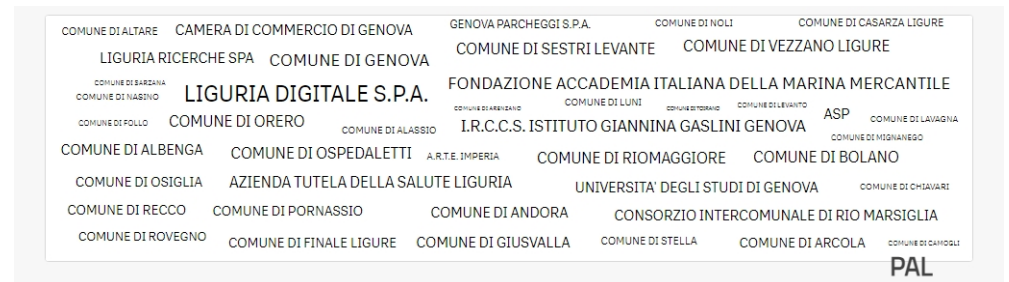 COMUNE DI ALTARE CAMERA DI COMMERCIO DI GENOVA GENOVA PARCHEGGI S.P.A. COMUNE DI NOLI COMUNE DI CASARZA LIGURE
LIGURIA RICERCHE SPA COMUNE DI GENOVA COMUNE DI SESTRI LEVANTE COMUNE DI VEZZANO LIGURE
COMUNE DI SARZANA
COMUNE DI NASINO LIGURIA DIGITALE S.P.A. FONDAZIONE ACCADEMIA ITALIANA DELLA MARINA MERCANTILE
COMUNE DI ARENZANO COMUNE DI LUNI COMUNE DI TOIRANO COMUNE DI LEVANTO
COMUNE DI FOLLO COMUNE DI ORERO COMUNE DI ALASSIO I.R.C.C.S. ISTITUTO GIANNINA GASLINI GENOVA ASP COMUNE DI LAVAGNA
COMUNE DI MIGNANEGO
COMUNE DI ALBENGA COMUNE DI OSPEDALETTI A.R.T.E. IMPERIA COMUNE DI RIOMAGGIORE COMUNE DI BOLANO
COMUNE DI OSIGLIA AZIENDA TUTELA DELLA SALUTE LIGURIA UNIVERSITA' DEGLI STUDI DI GENOVA COMUNE DI CHIAVARI
COMUNE DI RECCO COMUNE DI PORNASSIO COMUNE DI ANDORA CONSORZIO INTERCOMUNALE DI RIO MARSIGLIA
COMUNE DI ROVEGNO COMUNE DI FINALE LIGURE COMUNE DI GIUSVALLA COMUNE DI STELLA COMUNE DI ARCOLA COMUNE DI CAMOGLI
PAL